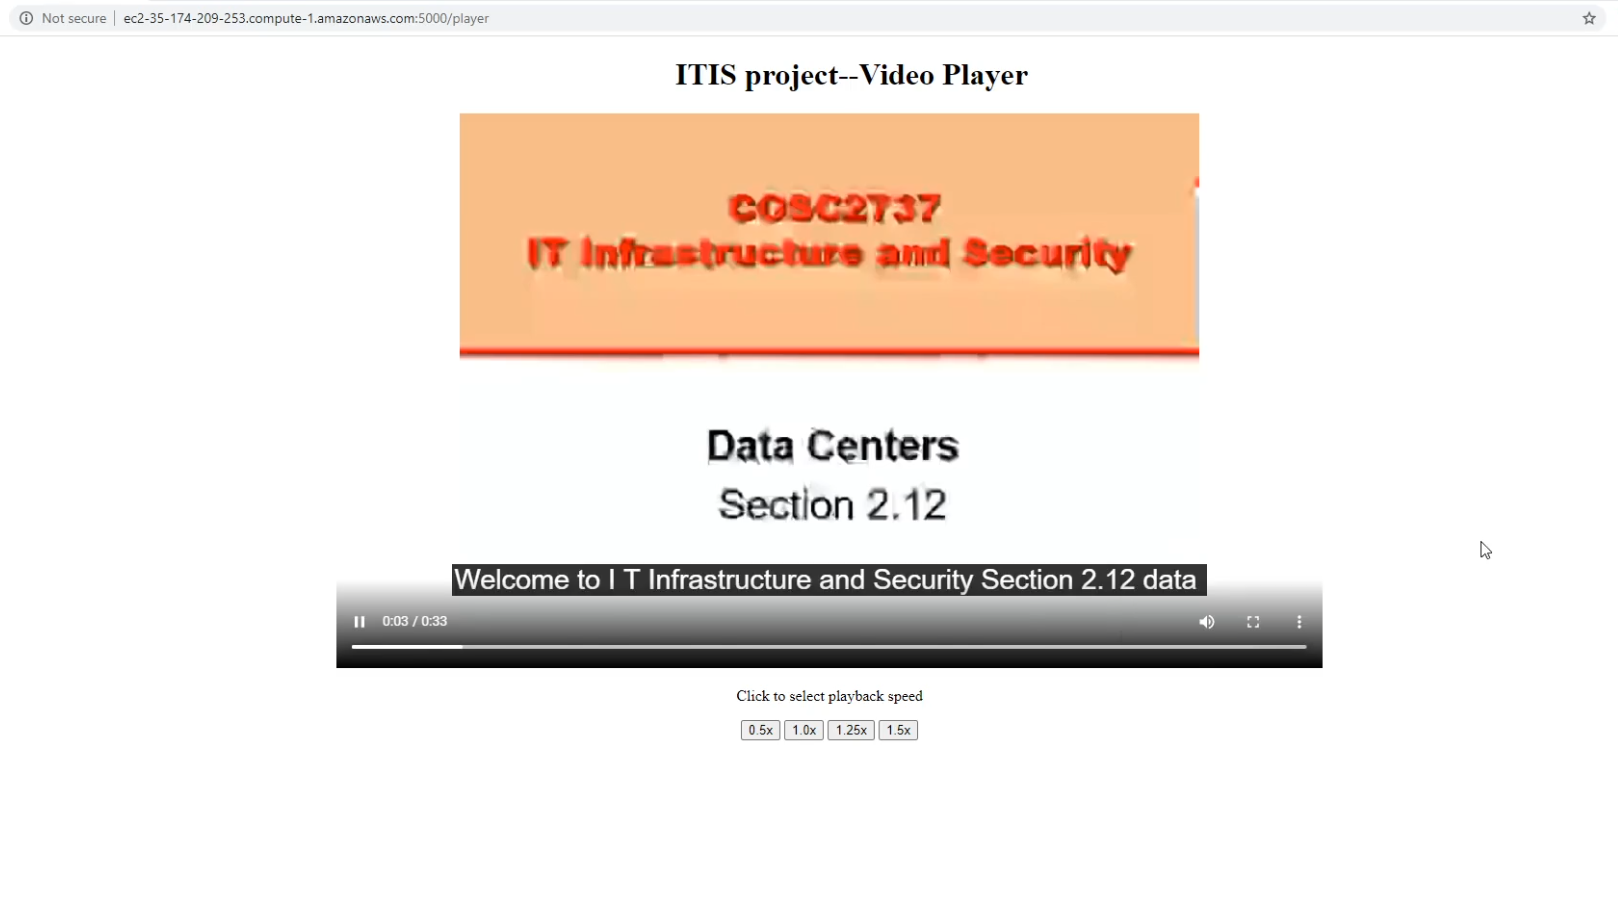 Not secure | ec2-35-174-209-253.compute-1.amazonaws.com:5000/player
ITIS project--Video Player
COSC2737
IT Infrastructure and Security
Data Centers
Section 2.12
Welcome to I T Infrastructure and Security Section 2.12 data
0:03 / 0:33
Click to select playback speed
0.5x 1.0x 1.25x 1.5x